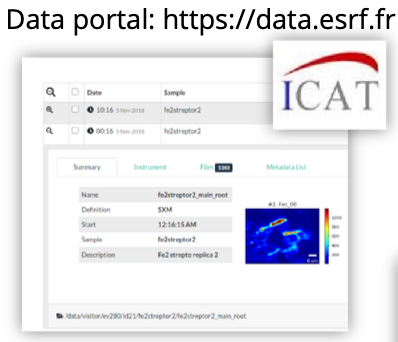 Data portal: https://data.esrf.fr
ICAT
Date Sample
10:16 5 Nov 2018 fe2streptor2
00:16 5 Nov 2018 fe2streptor2
Summary Instrument Files 1365 Metadata List
Name fe2streptor2_main_root
Definition SXM
Start 12:16:15 AM
Sample fe2streptor2
Description Fe2 strepto replica 2
/data/visitor/ev280/id21/fe2streptor2/fe2streptor2_main_root